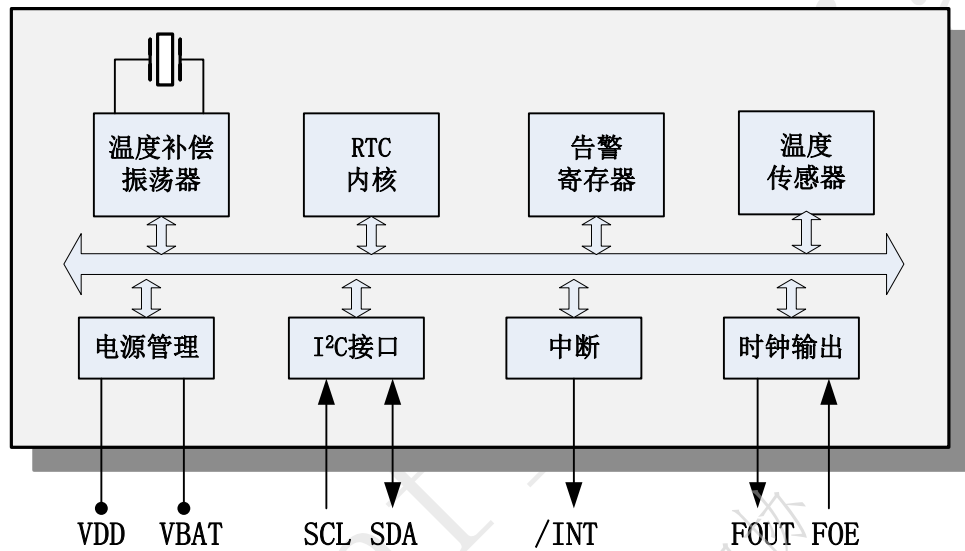 温度补偿
振荡器
RTC
内核
告警
寄存器
温度
传感器
电源管理
I²C接口
中断
时钟输出
VDD VBAT SCL SDA /INT FOUT FOE